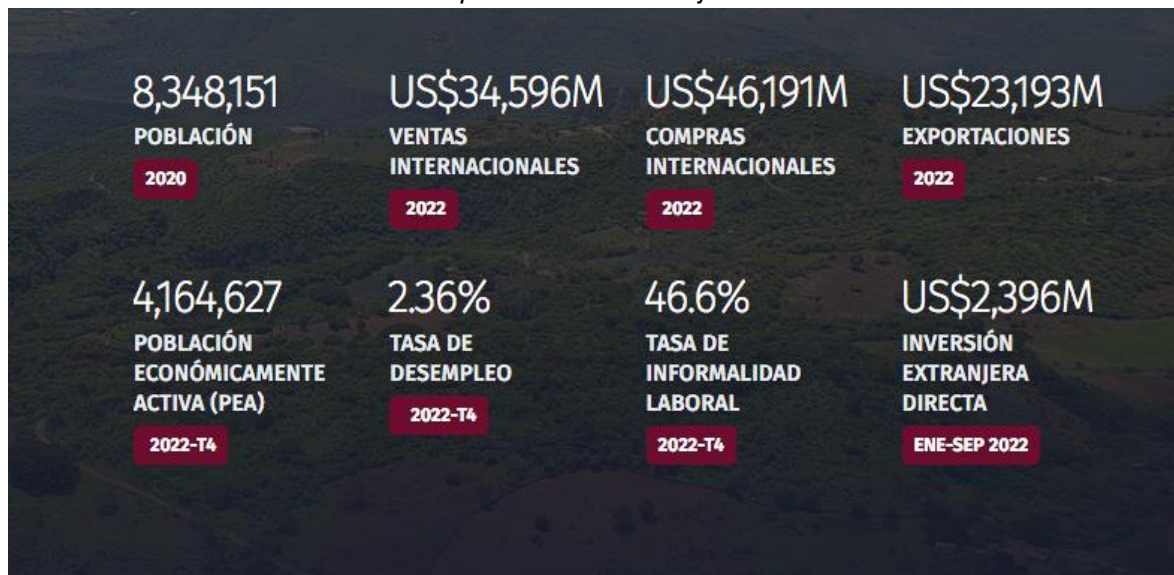 8,348,151
POBLACIÓN
2020
US$34,596M
VENTAS
INTERNACIONALES
2022
US$46,191M
COMPRAS
INTERNACIONALES
2022
US$23,193M
EXPORTACIONES
2022
4,164,627
POBLACIÓN
ECONÓMICAMENTE
ACTIVA (PEA)
2022-T4
2.36%
TASA DE
DESEMPLEO
2022-T4
46.6%
TASA DE
INFORMALIDAD
LABORAL
2022-T4
US$2,396M
INVERSIÓN
EXTRANJERA
DIRECTA
ENE-SEP 2022